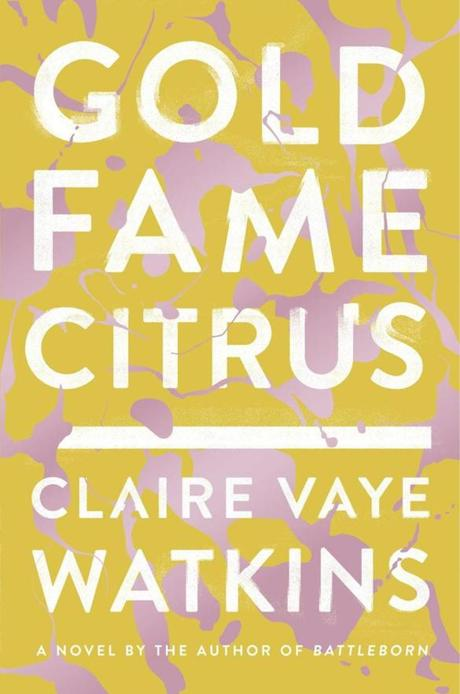 GOLD
FAME
CITRUS
CLAIRE VAYE
WATKINS
A NOVEL BY THE AUTHOR OF BATTLEBORN